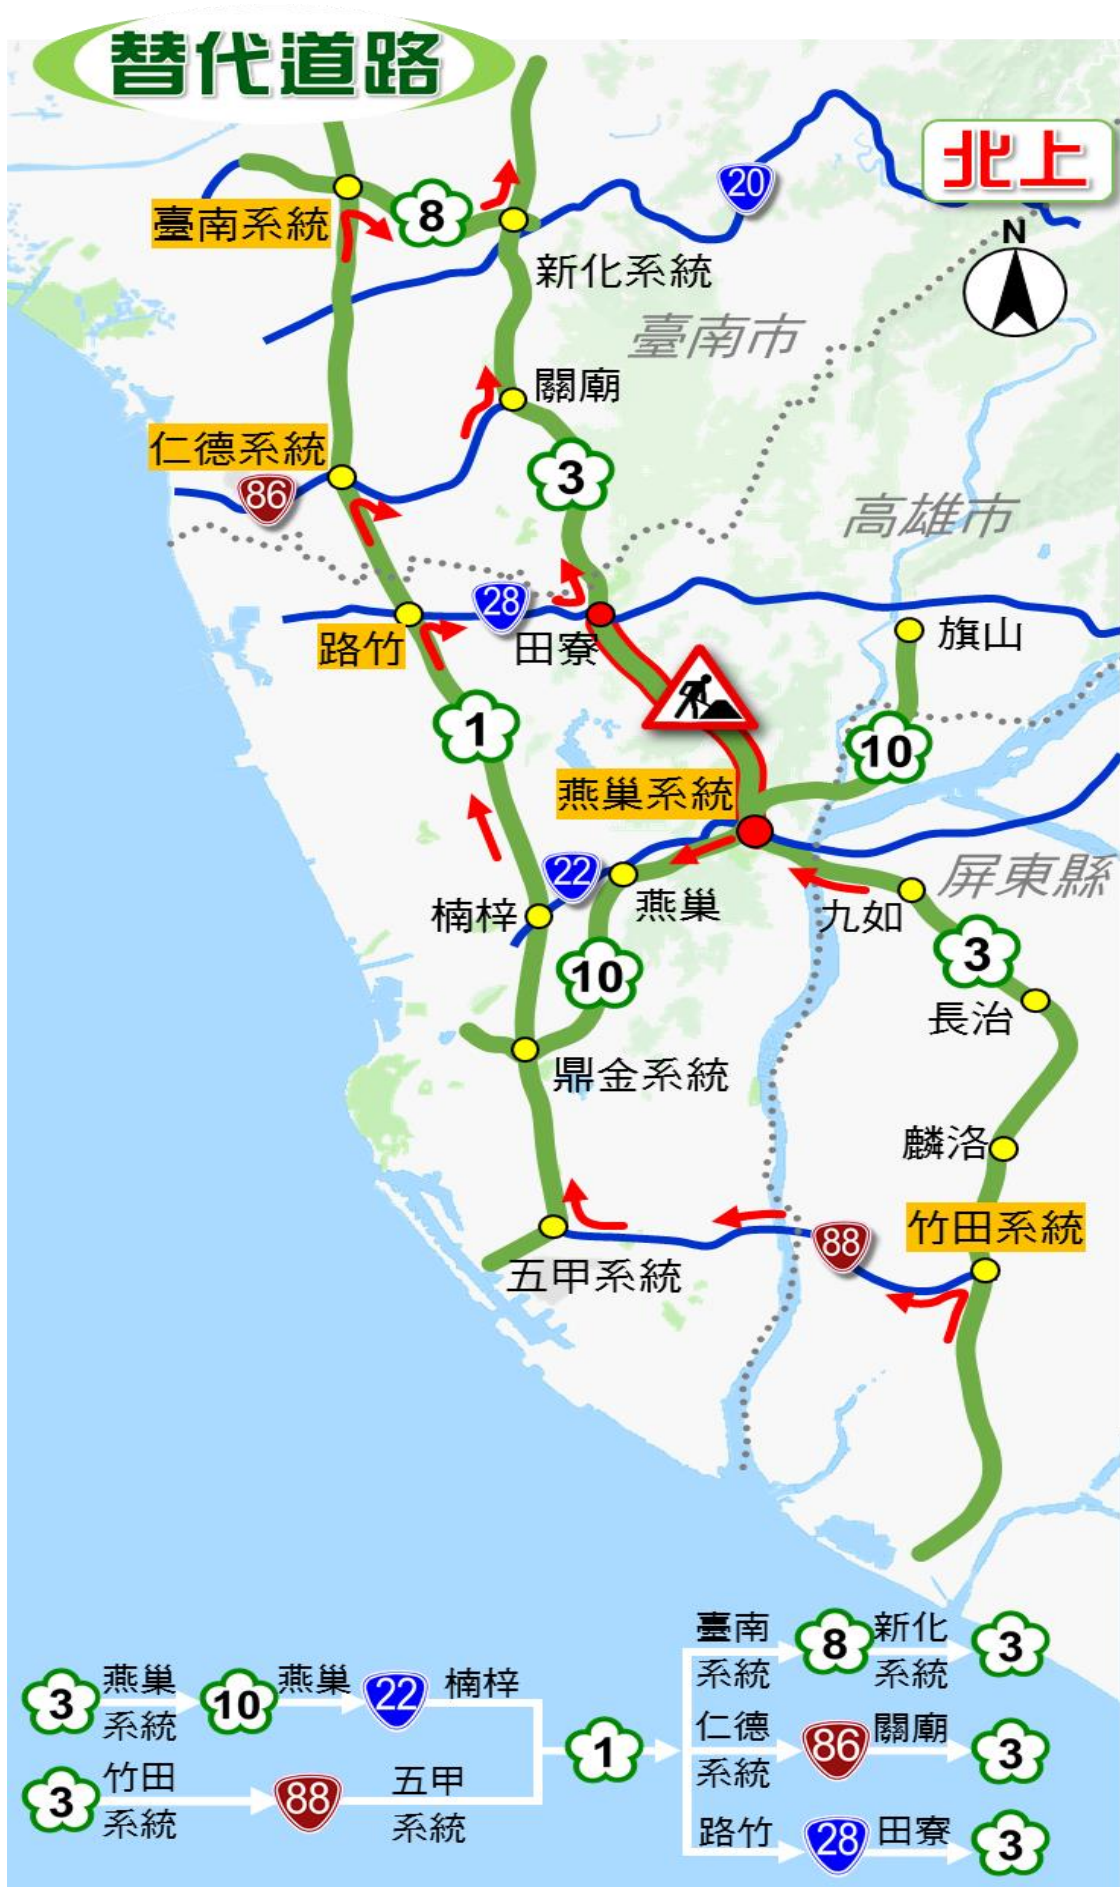 替代道路
北上
N
20
8
臺南系統
新化系統
臺南市
關廟
仁德系統
86
3
高雄市
28
路竹
田寮
旗山
1
10
燕巢系統
22
燕巢
楠梓
九如
屏東縣
3
10
長治
鼎金系統
麟洛
竹田系統
88
五甲系統
3
燕巢
系統
10
燕巢
22
楠梓
3
竹田
系統
88
五甲
系統
1
臺南
系統
8
新化
系統
3
仁德
系統
86
關廟
3
路竹
28
田寮
3